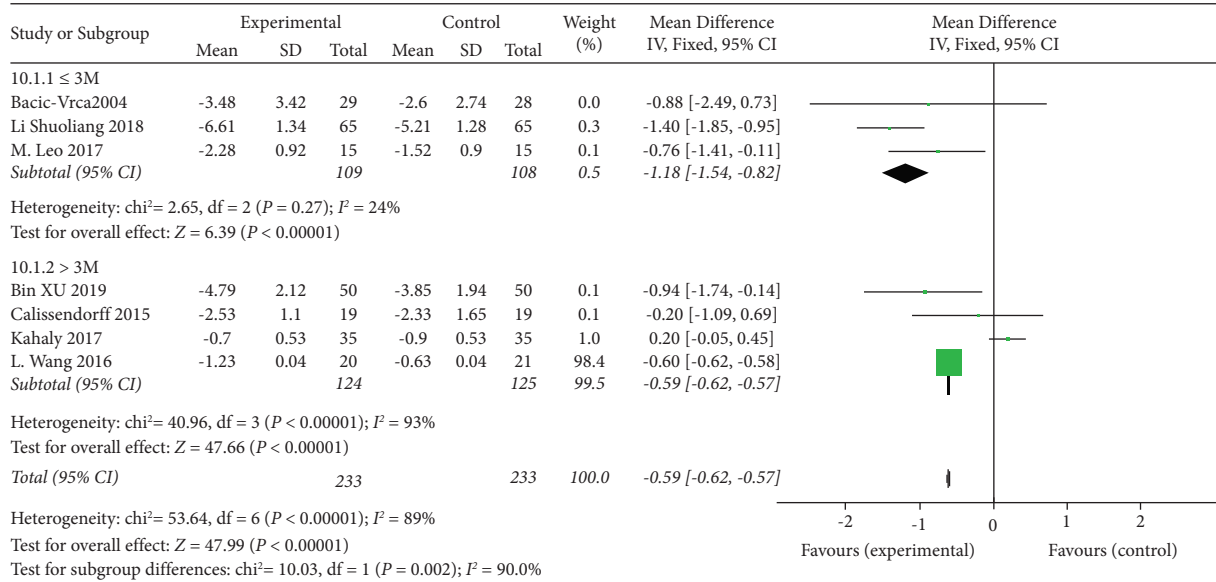 Study or Subgroup Experimental Control Weight (%) Mean Difference IV, Fixed, 95% CI Mean Difference IV, Fixed, 95% CI
Mean SD Total Mean SD Total
10.1.1 ≤ 3M
Bacic-Vrca2004 -3.48 3.42 29 -2.6 2.74 28 0.0 -0.88 [-2.49, 0.73]
Li Shuoliang 2018 -6.61 1.34 65 -5.21 1.28 65 0.3 -1.40 [-1.85, -0.95]
M. Leo 2017 -2.28 0.92 15 -1.52 0.9 15 0.1 -0.76 [-1.41, -0.11]
Subtotal (95% CI) 109 108 0.5 -1.18 [-1.54, -0.82]
Heterogeneity: chi²= 2.65, df = 2 (P = 0.27); I² = 24%
Test for overall effect: Z = 6.39 (P < 0.00001)
10.1.2 > 3M
Bin XU 2019 -4.79 2.12 50 -3.85 1.94 50 0.1 -0.94 [-1.74, -0.14]
Calissendorff 2015 -2.53 1.1 19 -2.33 1.65 19 0.1 -0.20 [-1.09, 0.69]
Kahaly 2017 -0.7 0.53 35 -0.9 0.53 35 1.0 0.20 [-0.05, 0.45]
L. Wang 2016 -1.23 0.04 20 -0.63 0.04 21 98.4 -0.60 [-0.62, -0.58]
Subtotal (95% CI) 124 125 99.5 -0.59 [-0.62, -0.57]
Heterogeneity: chi²= 40.96, df = 3 (P < 0.00001); I² = 93%
Test for overall effect: Z = 47.66 (P < 0.00001)
Total (95% CI) 233 233 100.0 -0.59 [-0.62, -0.57]
Heterogeneity: chi²= 53.64, df = 6 (P < 0.00001); I² = 89%
Test for overall effect: Z = 47.99 (P < 0.00001)
Test for subgroup differences: chi²= 10.03, df = 1 (P = 0.002); I² = 90.0%
-2 -1 0 1 2
Favours (experimental) Favours (control)